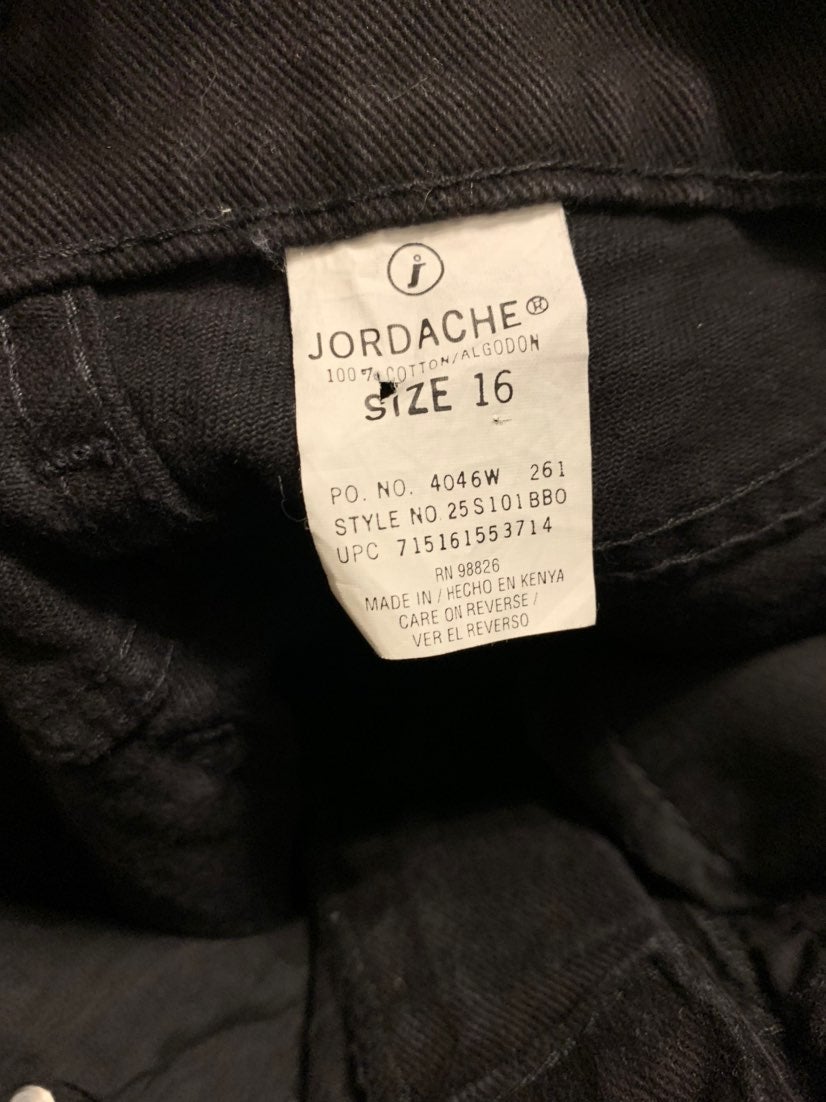 j
JORDACHE®
100% COTTON/ALGODON
SIZE 16
PO. NO. 4046W 261
STYLE NO. 25S101BBO
UPC 715161553714
RN 98826
MADE IN / HECHO EN KENYA
CARE ON REVERSE /
VER EL REVERSO